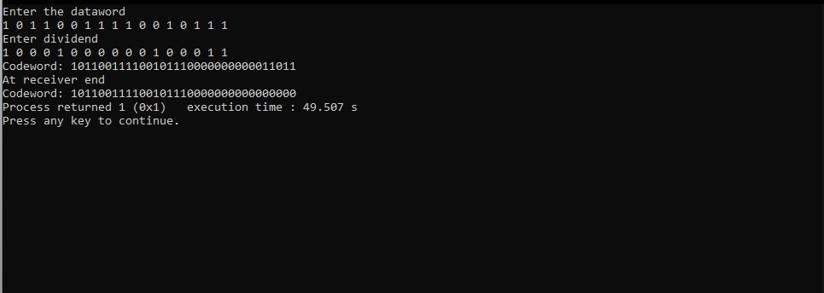 Enter the dataword
1 0 1 1 0 0 1 1 1 1 0 0 1 0 1 1 1
Enter dividend
1 0 0 0 1 0 0 0 0 0 0 1 0 0 0 1 1
Codeword: 101100111100101110000000000011011
At receiver end
Codeword: 101100111100101110000000000000000
Process returned 1 (0x1)   execution time : 49.507 s
Press any key to continue.